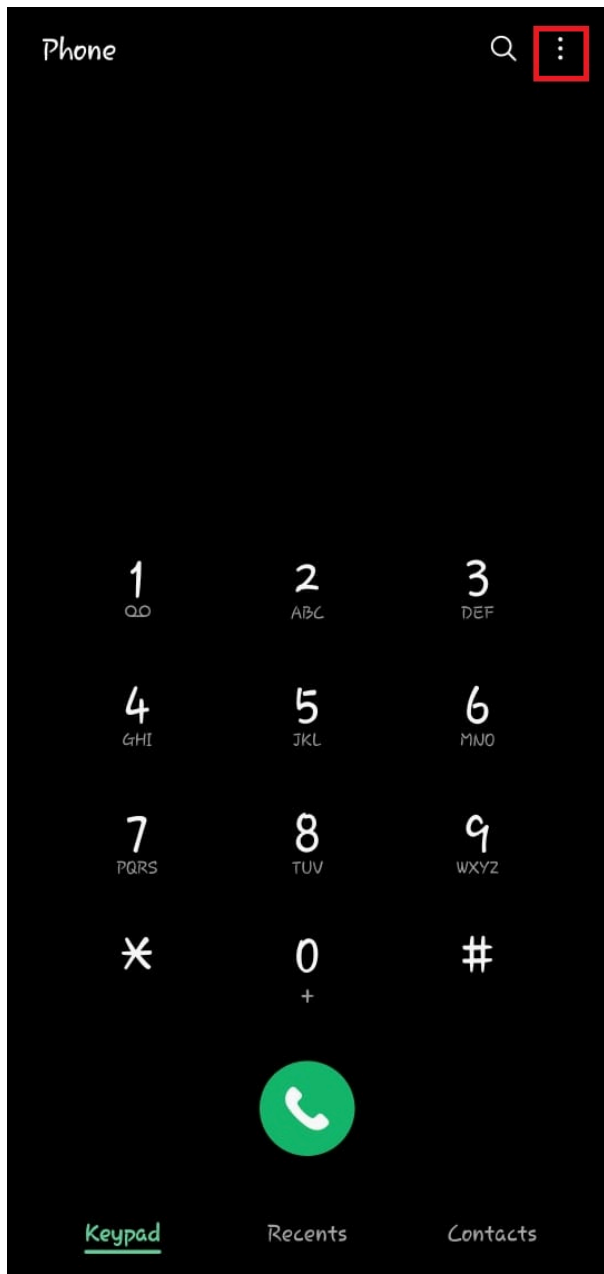 Phone
1 2 3
ABC DEF
4 5 6
GHI JKL MNO
7 8 9
PQRS TUV WXYZ
* 0 #
+
Keypad Recents Contacts